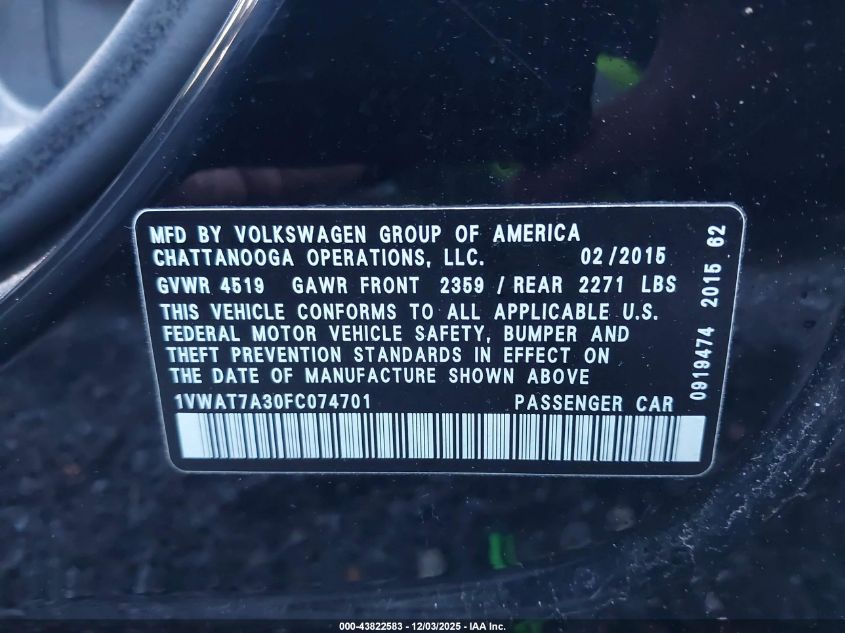 MFD BY VOLKSWAGEN GROUP OF AMERICA
CHATTANOOGA OPERATIONS, LLC. 02/2015
GVWR 4519 GAWR FRONT 2359 / REAR 2271 LBS
THIS VEHICLE CONFORMS TO ALL APPLICABLE U.S.
FEDERAL MOTOR VEHICLE SAFETY, BUMPER AND
THEFT PREVENTION STANDARDS IN EFFECT ON
THE DATE OF MANUFACTURE SHOWN ABOVE
1VWAT7A30FC074701 PASSENGER CAR
0919474 2015 62
000-43822583 - 12/03/2025 - IAA Inc.